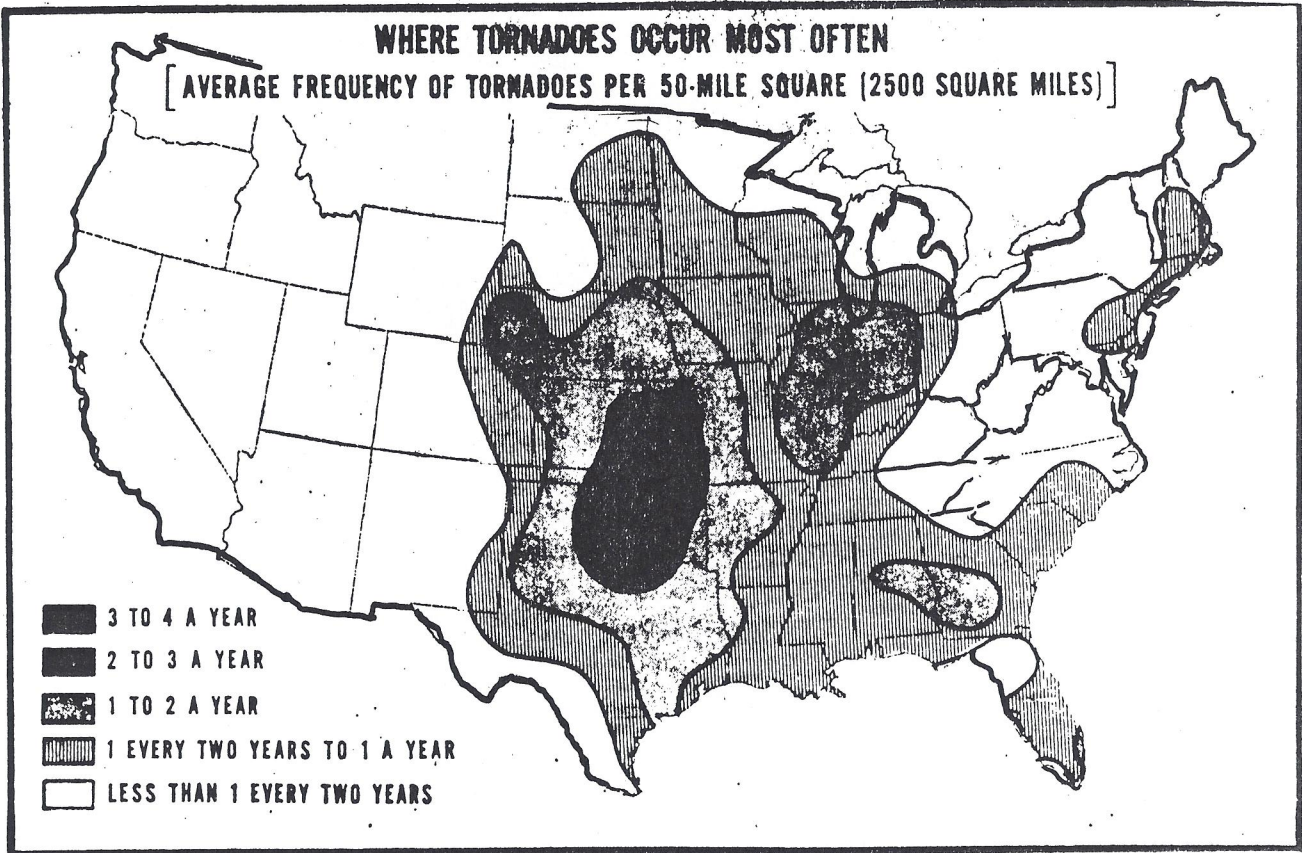 WHERE TORNADOES OCCUR MOST OFTEN
[AVERAGE FREQUENCY OF TORNADOES PER 50-MILE SQUARE (2500 SQUARE MILES)]
3 TO 4 A YEAR
2 TO 3 A YEAR
1 TO 2 A YEAR
1 EVERY TWO YEARS TO 1 A YEAR
LESS THAN 1 EVERY TWO YEARS